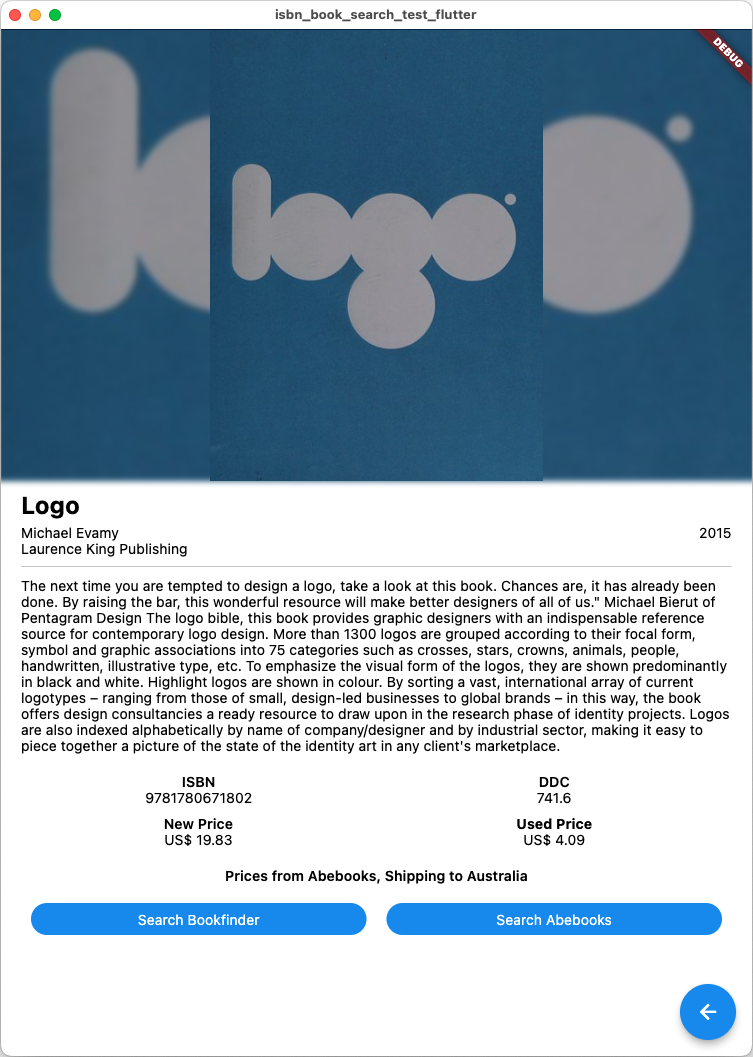 isbn_book_search_test_flutter
DEBUG
logo
Logo
Michael Evamy
2015
Laurence King Publishing
The next time you are tempted to design a logo, take a look at this book. Chances are, it has already been
done. By raising the bar, this wonderful resource will make better designers of all of us." Michael Bierut of
Pentagram Design The logo bible, this book provides graphic designers with an indispensable reference
source for contemporary logo design. More than 1300 logos are grouped according to their focal form,
symbol and graphic associations into 75 categories such as crosses, stars, crowns, animals, people,
handwritten, illustrative type, etc. To emphasize the visual form of the logos, they are shown predominantly
in black and white. Highlight logos are shown in colour. By sorting a vast, international array of current
logotypes – ranging from those of small, design-led businesses to global brands – in this way, the book
offers design consultancies a ready resource to draw upon in the research phase of identity projects. Logos
are also indexed alphabetically by name of company/designer and by industrial sector, making it easy to
piece together a picture of the state of the identity art in any client's marketplace.
ISBN
9781780671802
DDC
741.6
New Price
US$ 19.83
Used Price
US$ 4.09
Prices from Abebooks, Shipping to Australia
Search Bookfinder
Search Abebooks